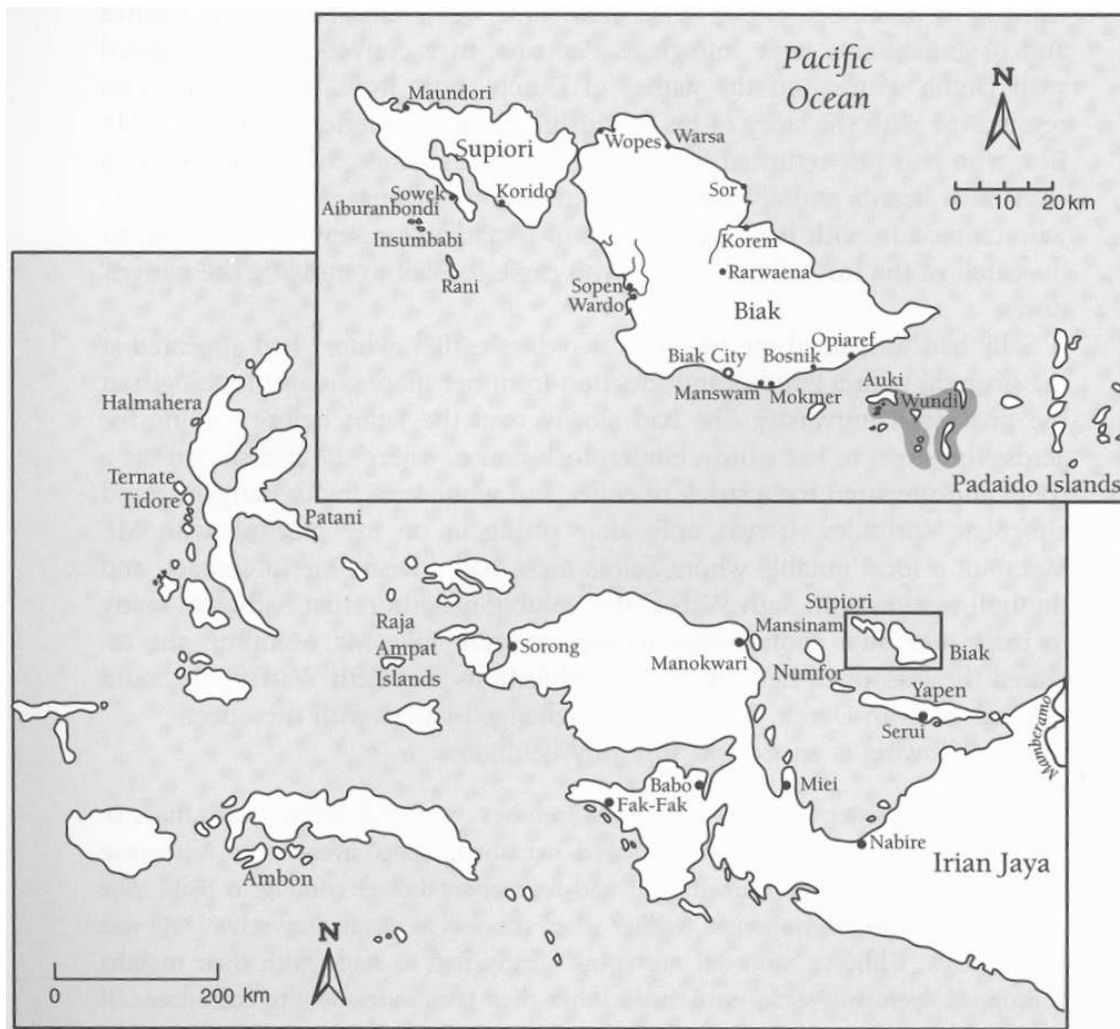 Pacific
Ocean
N
0 10 20 km
Maundori
Supiori
Wopes
Warsa
Sowek
Korido
Sor
Aiburanbondi
Insumbabi
Korem
Rani
Rarwaena
Sopen
Wardo
Biak
Opiaref
Biak City
Bosnik
Auki
Manswam
Mokmer
Wundi
Padaido Islands
Halmahera
Ternate
Tidore
Patani
Raja
Ampat
Islands
Sorong
Manokwari
Supiori
Mansinam
Biak
Numfor
Yapen
Serui
Mamberamo
Babo
Miei
Fak-Fak
Nabire
Irian Jaya
Ambon
N
0 200 km